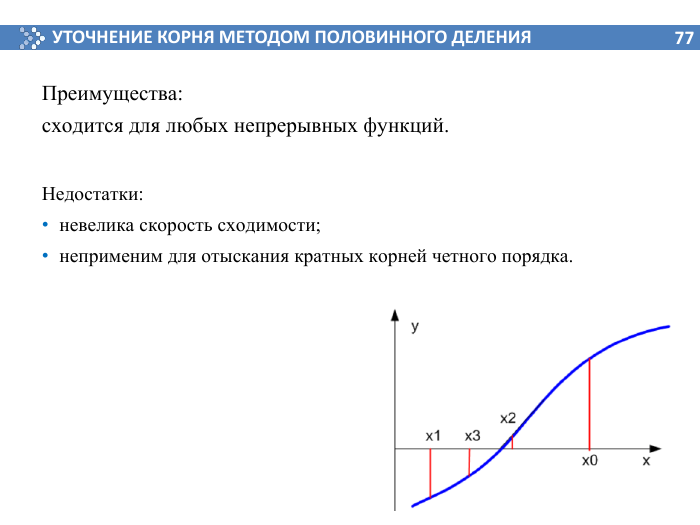 УТОЧНЕНИЕ КОРНЯ МЕТОДОМ ПОЛОВИННОГО ДЕЛЕНИЯ 77
Преимущества:
сходится для любых непрерывных функций.
Недостатки:
• невелика скорость сходимости;
• неприменим для отыскания кратных корней четного порядка.
y
x2
x1 x3
x0 x